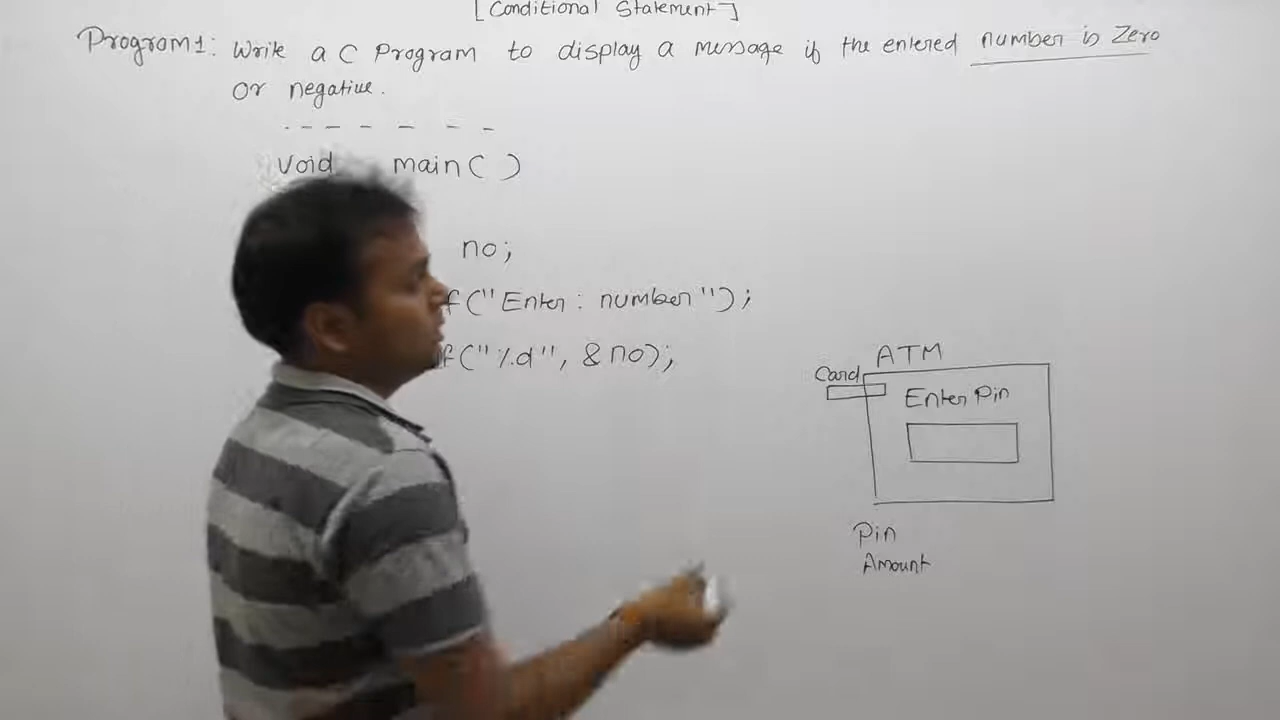 [Conditional Statement]
Program1: Write a C Program to display a message if the entered number is Zero
or negative.
void main( )
no;
f("Enter: number");
f("%d", &no);
ATM
Card
Enter Pin
Pin
Amount